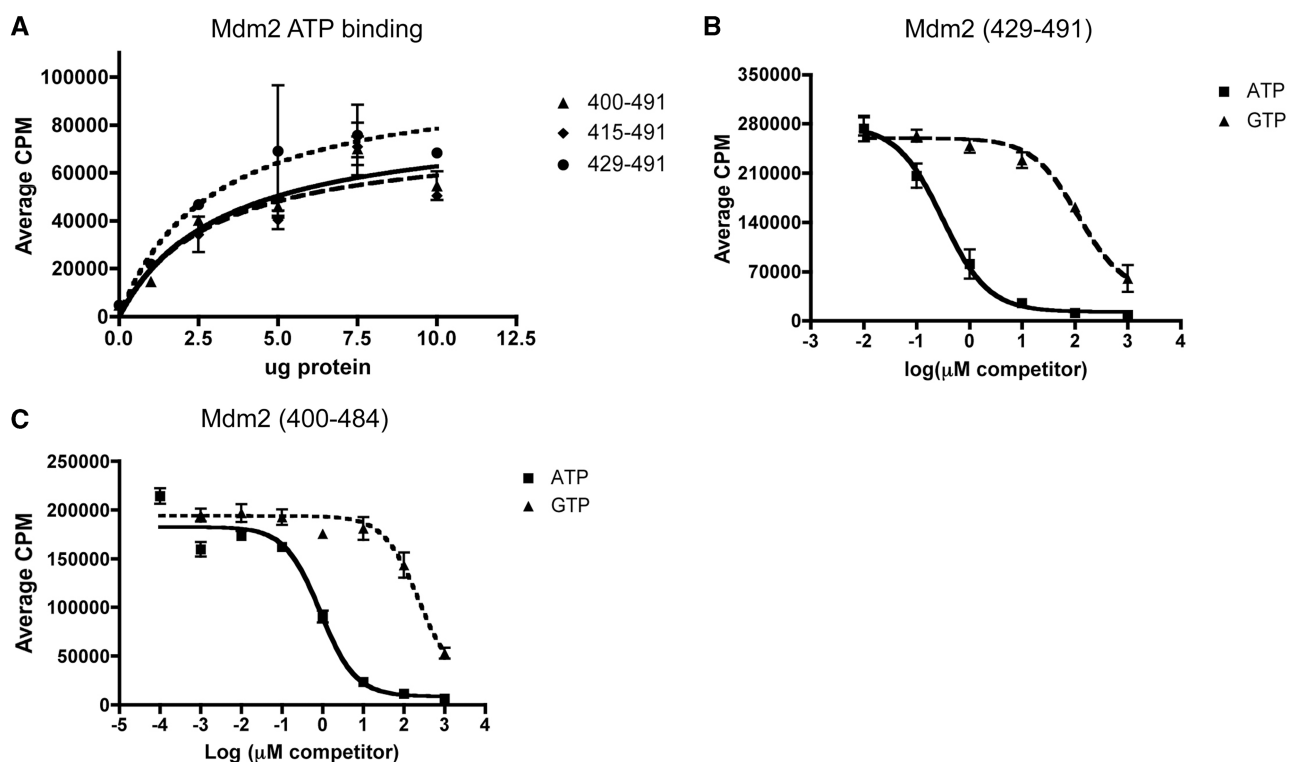 A
Mdm2 ATP binding
Average CPM
100000
80000
60000
40000
20000
0
0.0 2.5 5.0 7.5 10.0 12.5
ug protein
400-491
415-491
429-491
B
Mdm2 (429-491)
Average CPM
350000
280000
210000
140000
70000
0
-3 -2 -1 0 1 2 3 4
log(μM competitor)
ATP
GTP
C
Mdm2 (400-484)
Average CPM
250000
200000
150000
100000
50000
0
-5 -4 -3 -2 -1 0 1 2 3 4
Log (μM competitor)
ATP
GTP